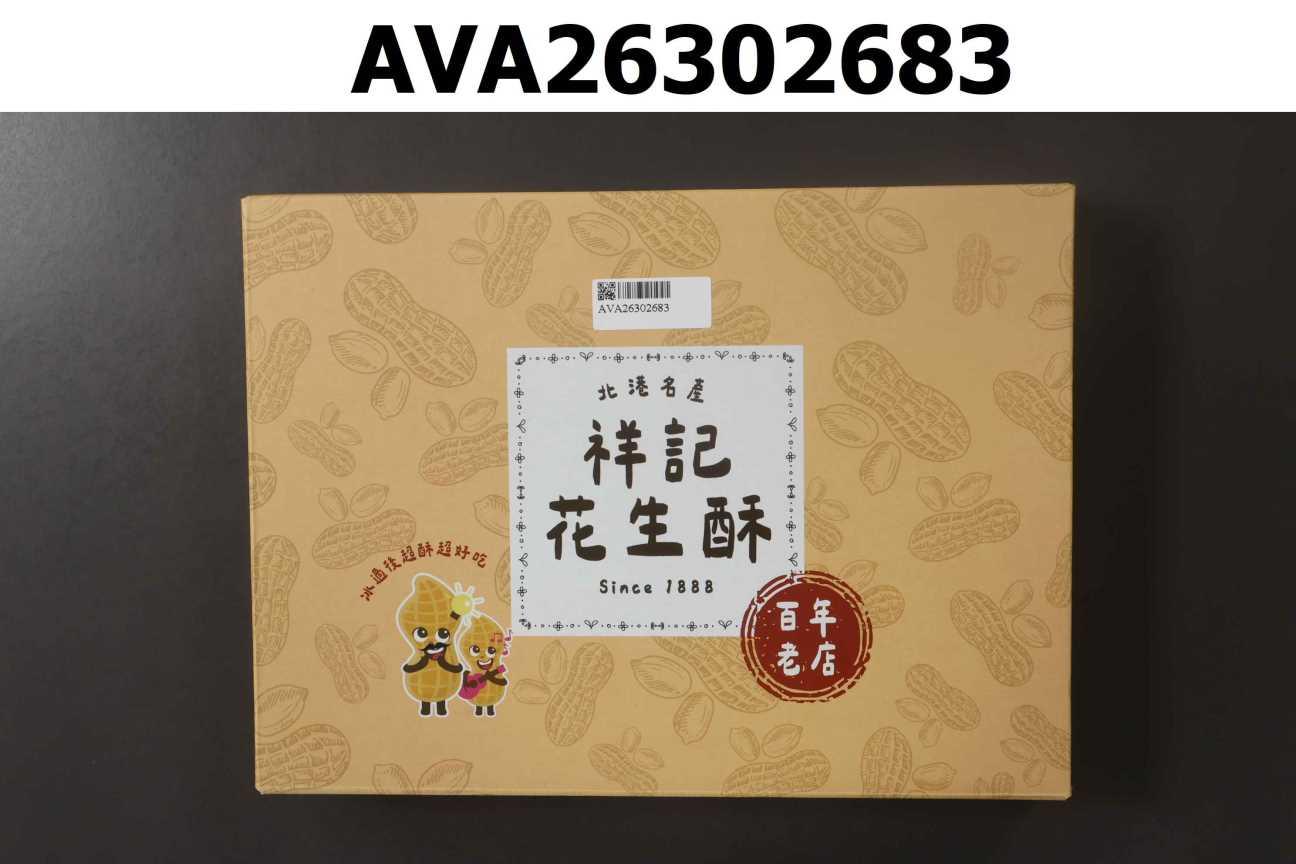 AVA26302683
AVA26302683
北港名產
祥記
花生酥
Since 1888
冰過後超酥超好吃
百年
老店